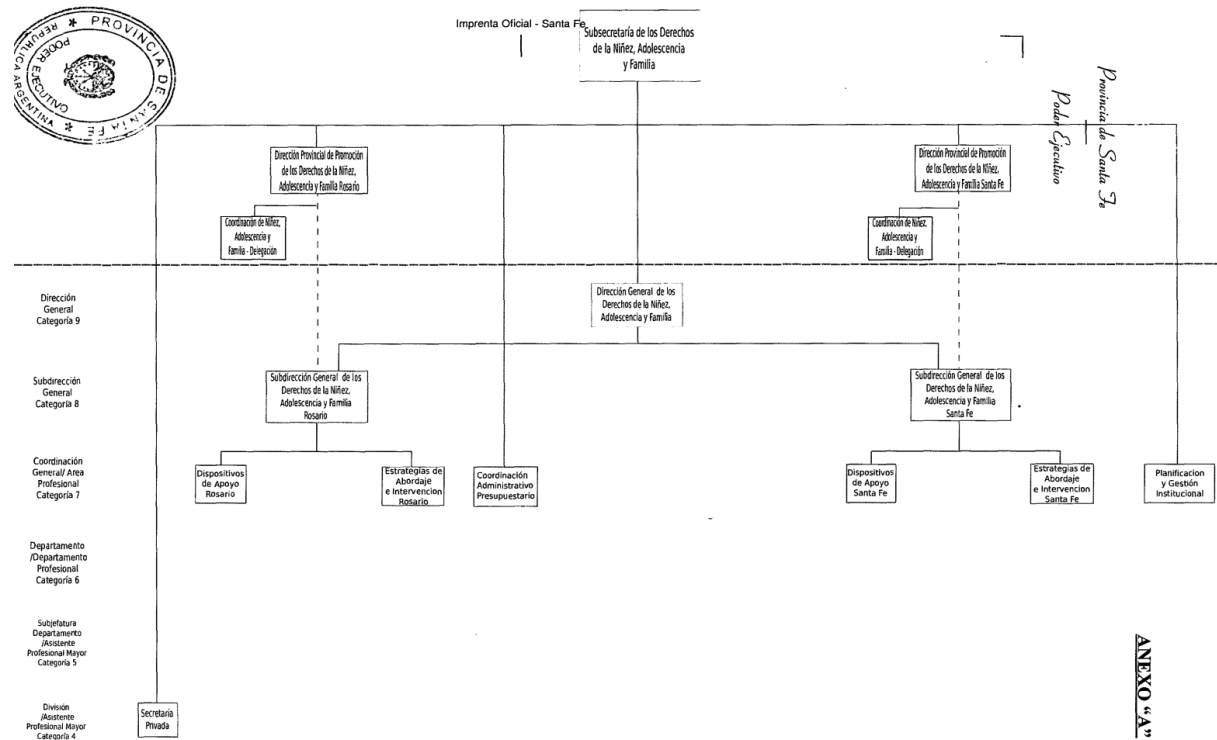 Imprenta Oficial - Santa Fe
PROVINCIA DE SANTA FE
REPUBLICA ARGENTINA
PODER EJECUTIVO
Provincia de Santa Fe
Poder Ejecutivo
Subsecretaría de los Derechos
de la Niñez, Adolescencia
y Familia
Dirección Provincial de Promoción
de los Derechos de la Niñez,
Adolescencia y Familia Rosario
Dirección Provincial de Promoción
de los Derechos de la Niñez,
Adolescencia y Familia Santa Fe
Coordinación de Niñez,
Adolescencia y
Familia - Delegación
Coordinación de Niñez.
Adolescencia y
Familia - Delegación
Dirección
General
Categoría 9
Dirección General de los
Derechos de la Niñez,
Adolescencia y Familia
Subdirección
General
Categoría 8
Subdirección General de los
Derechos de la Niñez,
Adolescencia y Familia
Rosario
Subdirección General de los
Derechos de la Niñez,
Adolescencia y Familia
Santa Fe
Coordinación
General/ Area
Profesional
Categoría 7
Dispositivos
de Apoyo
Rosario
Estrategias de
Abordaje
e Intervencion
Rosario
Coordinación
Administrativo
Presupuestario
Dispositivos
de Apoyo
Santa Fe
Estrategias de
Abordaje
e Intervencion
Santa Fe
Planificacion
y Gestión
Institucional
Departamento
/Departamento
Profesional
Categoría 6
Subjefatura
Departamento
/Asistente
Profesional Mayor
Categoría 5
División
/Asistente
Profesional Mayor
Categoría 4
Secretaría
Privada
ANEXO “A”